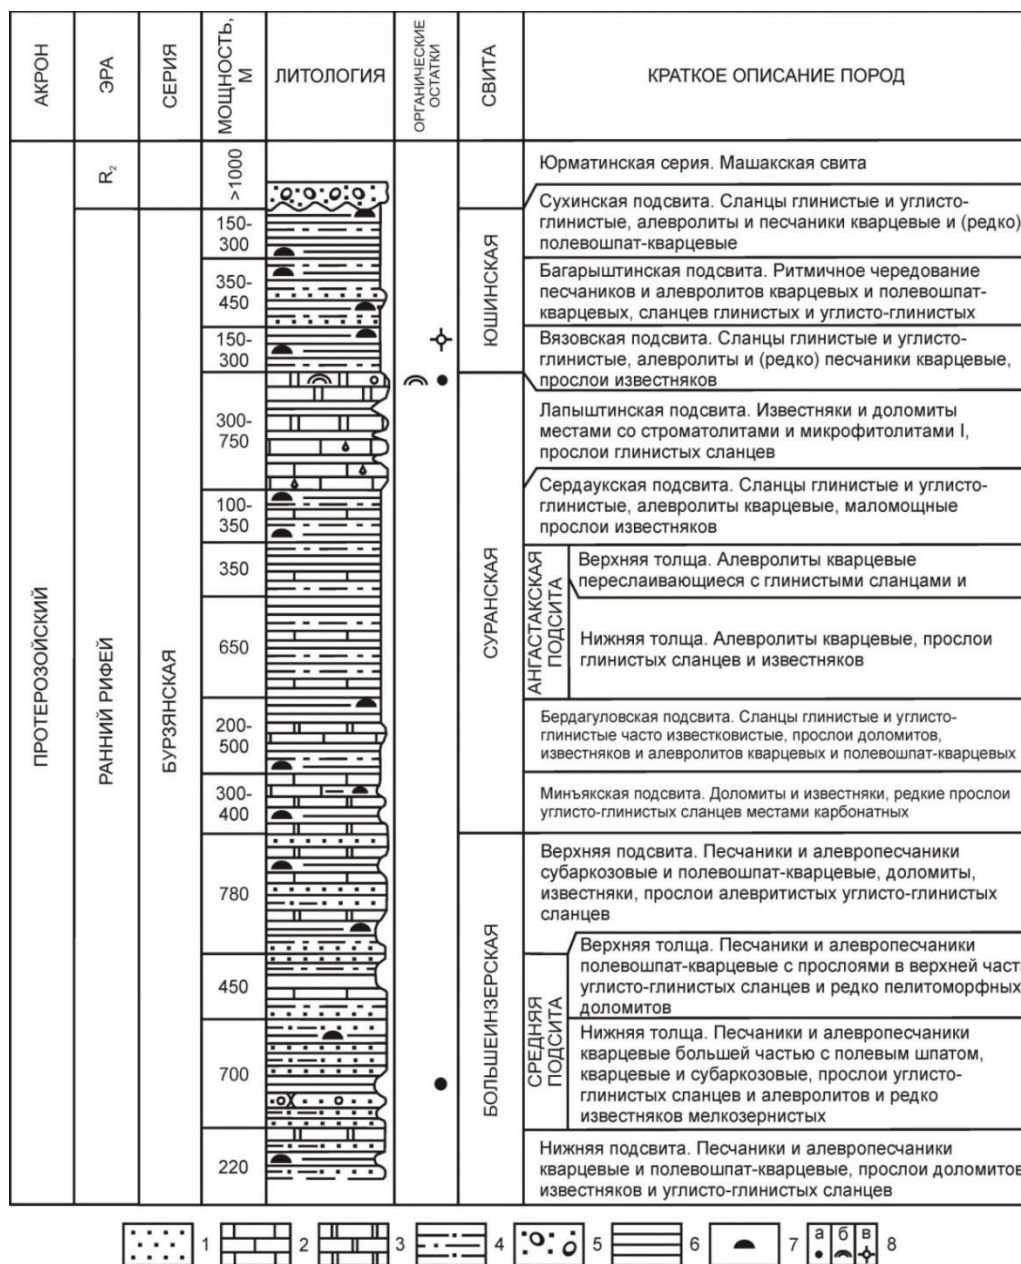 АКРОН
ЭРА
СЕРИЯ
МОЩНОСТЬ,
М
ЛИТОЛОГИЯ
ОРГАНИЧЕСКИЕ
ОСТАТКИ
СВИТА
КРАТКОЕ ОПИСАНИЕ ПОРОД
ПРОТЕРОЗОЙСКИЙ
R₂
РАННИЙ РИФЕЙ
БУРЗЯНСКАЯ
>1000
Юрматинская серия. Машакская свита
ЮШИНСКАЯ
150-
300
Сухинская подсвита. Сланцы глинистые и углисто-
глинистые, алевролиты и песчаники кварцевые и (редко)
полевошпат-кварцевые
350-
450
Багарыштинская подсвита. Ритмичное чередование
песчаников и алевролитов кварцевых и полевошпат-
кварцевых, сланцев глинистых и углисто-глинистых
150-
300
Вязовская подсвита. Сланцы глинистые и углисто-
глинистые, алевролиты и (редко) песчаники кварцевые,
прослои известняков
СУРАНСКАЯ
300-
750
Лапыштинская подсвита. Известняки и доломиты
местами со строматолитами и микрофитолитами I,
прослои глинистых сланцев
100-
350
Сердаукская подсвита. Сланцы глинистые и углисто-
глинистые, алевролиты кварцевые, маломощные
прослои известняков
АНГАСТАКСКАЯ
ПОДСИТА
350
Верхняя толща. Алевролиты кварцевые
переслаивающиеся с глинистыми сланцами и
650
Нижняя толща. Алевролиты кварцевые, прослои
глинистых сланцев и известняков
200-
500
Бердагуловская подсвита. Сланцы глинистые и углисто-
глинистые часто известковистые, прослои доломитов,
известняков и алевролитов кварцевых и полевошпат-кварцевых
300-
400
Минъякская подсвита. Доломиты и известняки, редкие прослои
углисто-глинистых сланцев местами карбонатных
БОЛЬШЕИНЗЕРСКАЯ
780
Верхняя подсвита. Песчаники и алевропесчаники
субаркозовые и полевошпат-кварцевые, доломиты,
известняки, прослои алевритистых углисто-глинистых
сланцев
СРЕДНЯЯ
ПОДСИТА
450
Верхняя толща. Песчаники и алевропесчаники
полевошпат-кварцевые с прослоями в верхней част
углисто-глинистых сланцев и редко пелитоморфных
доломитов
700
Нижняя толща. Песчаники и алевропесчаники
кварцевые большей частью с полевым шпатом,
кварцевые и субаркозовые, прослои углисто-
глинистых сланцев и алевролитов и редко
известняков мелкозернистых
220
Нижняя подсвита. Песчаники и алевропесчаники
кварцевые и полевошпат-кварцевые, прослои доломитов
известняков и углисто-глинистых сланцев
1 2 3 4 5 6 7 а б в 8